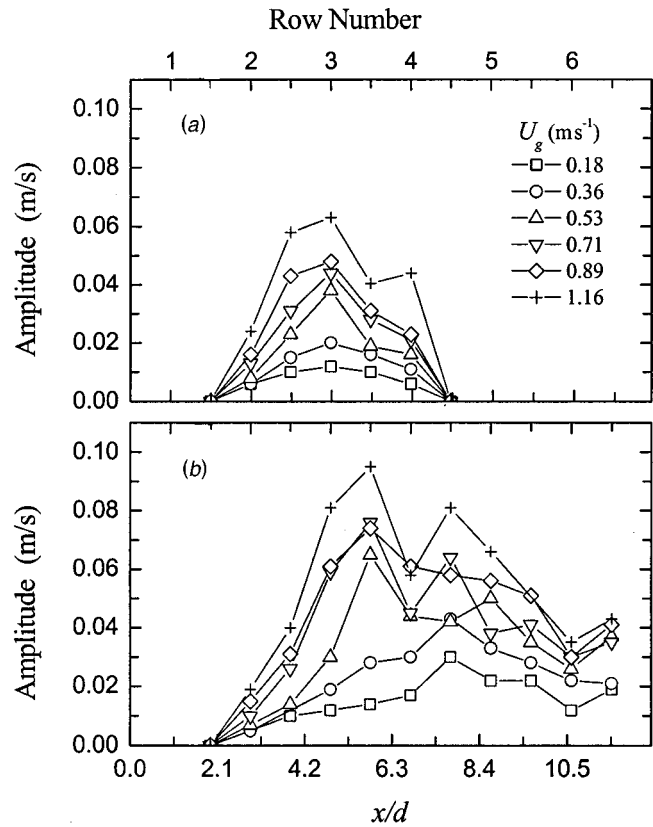 Row Number
1 2 3 4 5 6
0.10
0.08
0.06
0.04
0.02
0.00
Amplitude (m/s)
(a)
U_g (ms⁻¹)
0.18
0.36
0.53
0.71
0.89
1.16
0.10
0.08
0.06
0.04
0.02
0.00
Amplitude (m/s)
(b)
0.0 2.1 4.2 6.3 8.4 10.5
x/d